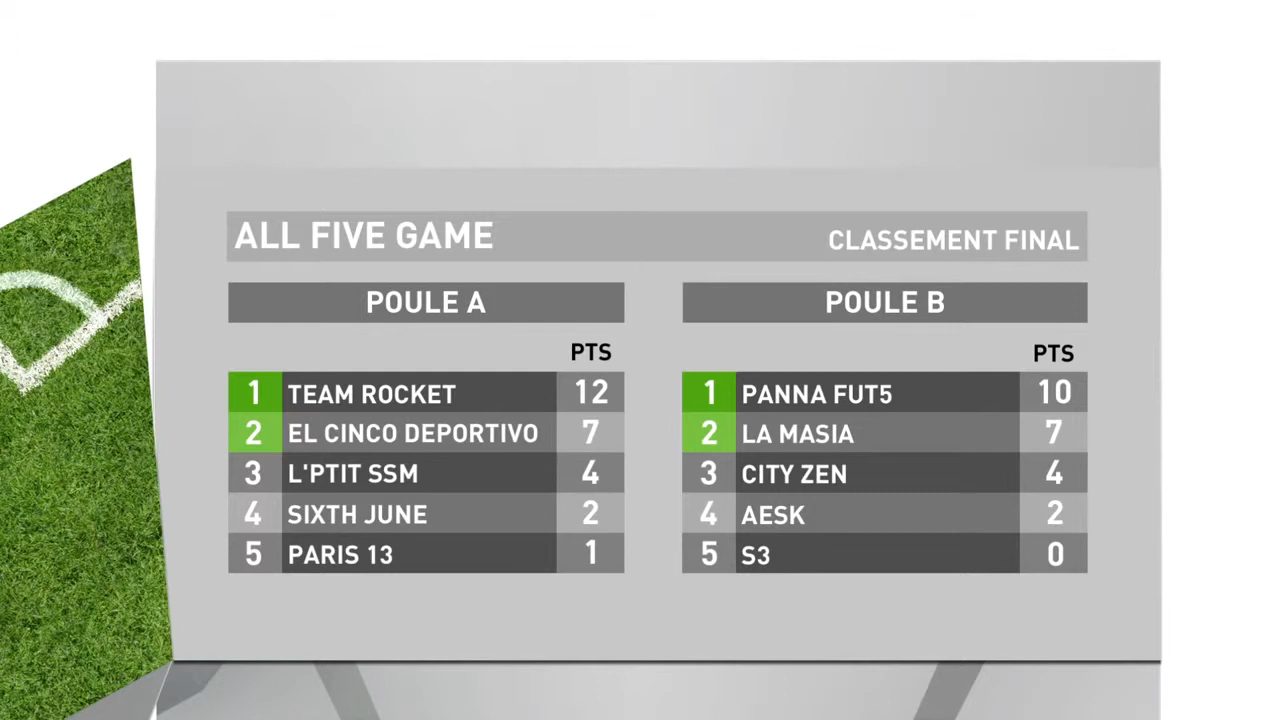 ALL FIVE GAME
CLASSEMENT FINAL
POULE A
PTS
1 TEAM ROCKET 12
2 EL CINCO DEPORTIVO 7
3 L'PTIT SSM 4
4 SIXTH JUNE 2
5 PARIS 13 1
POULE B
PTS
1 PANNA FUT5 10
2 LA MASIA 7
3 CITY ZEN 4
4 AESK 2
5 S3 0